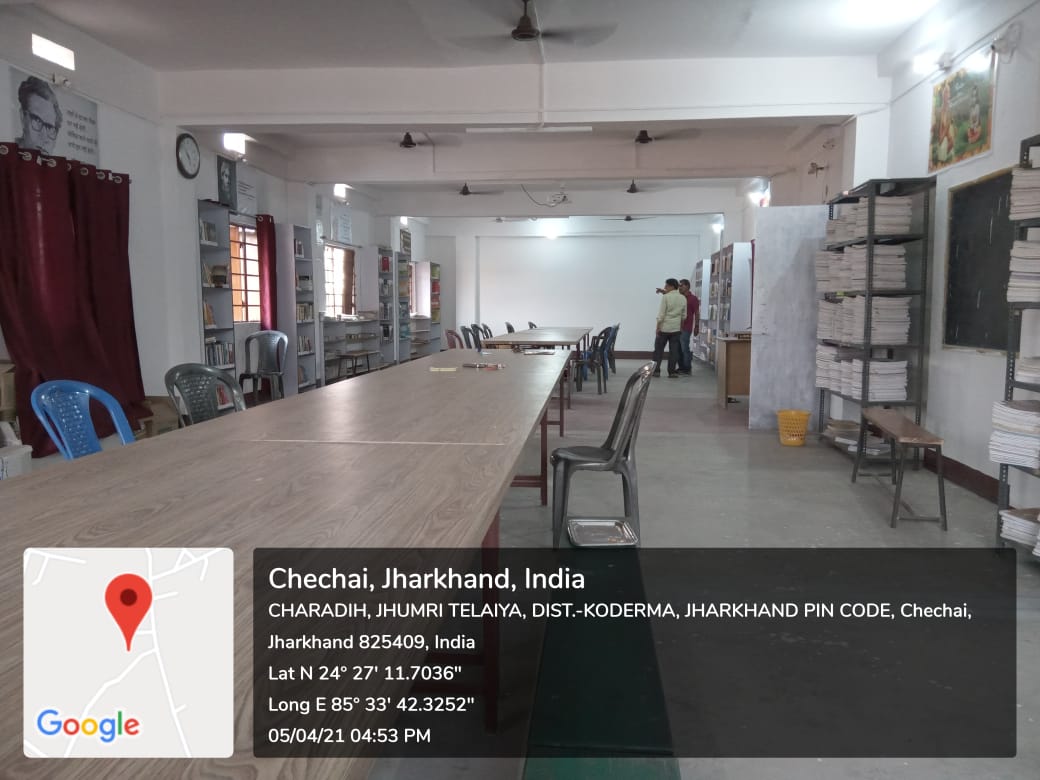 Chechai, Jharkhand, India
CHARADIH, JHUMRI TELAIYA, DIST.-KODERMA, JHARKHAND PIN CODE, Chechai,
Jharkhand 825409, India
Lat N 24° 27' 11.7036"
Long E 85° 33' 42.3252"
05/04/21 04:53 PM
Google